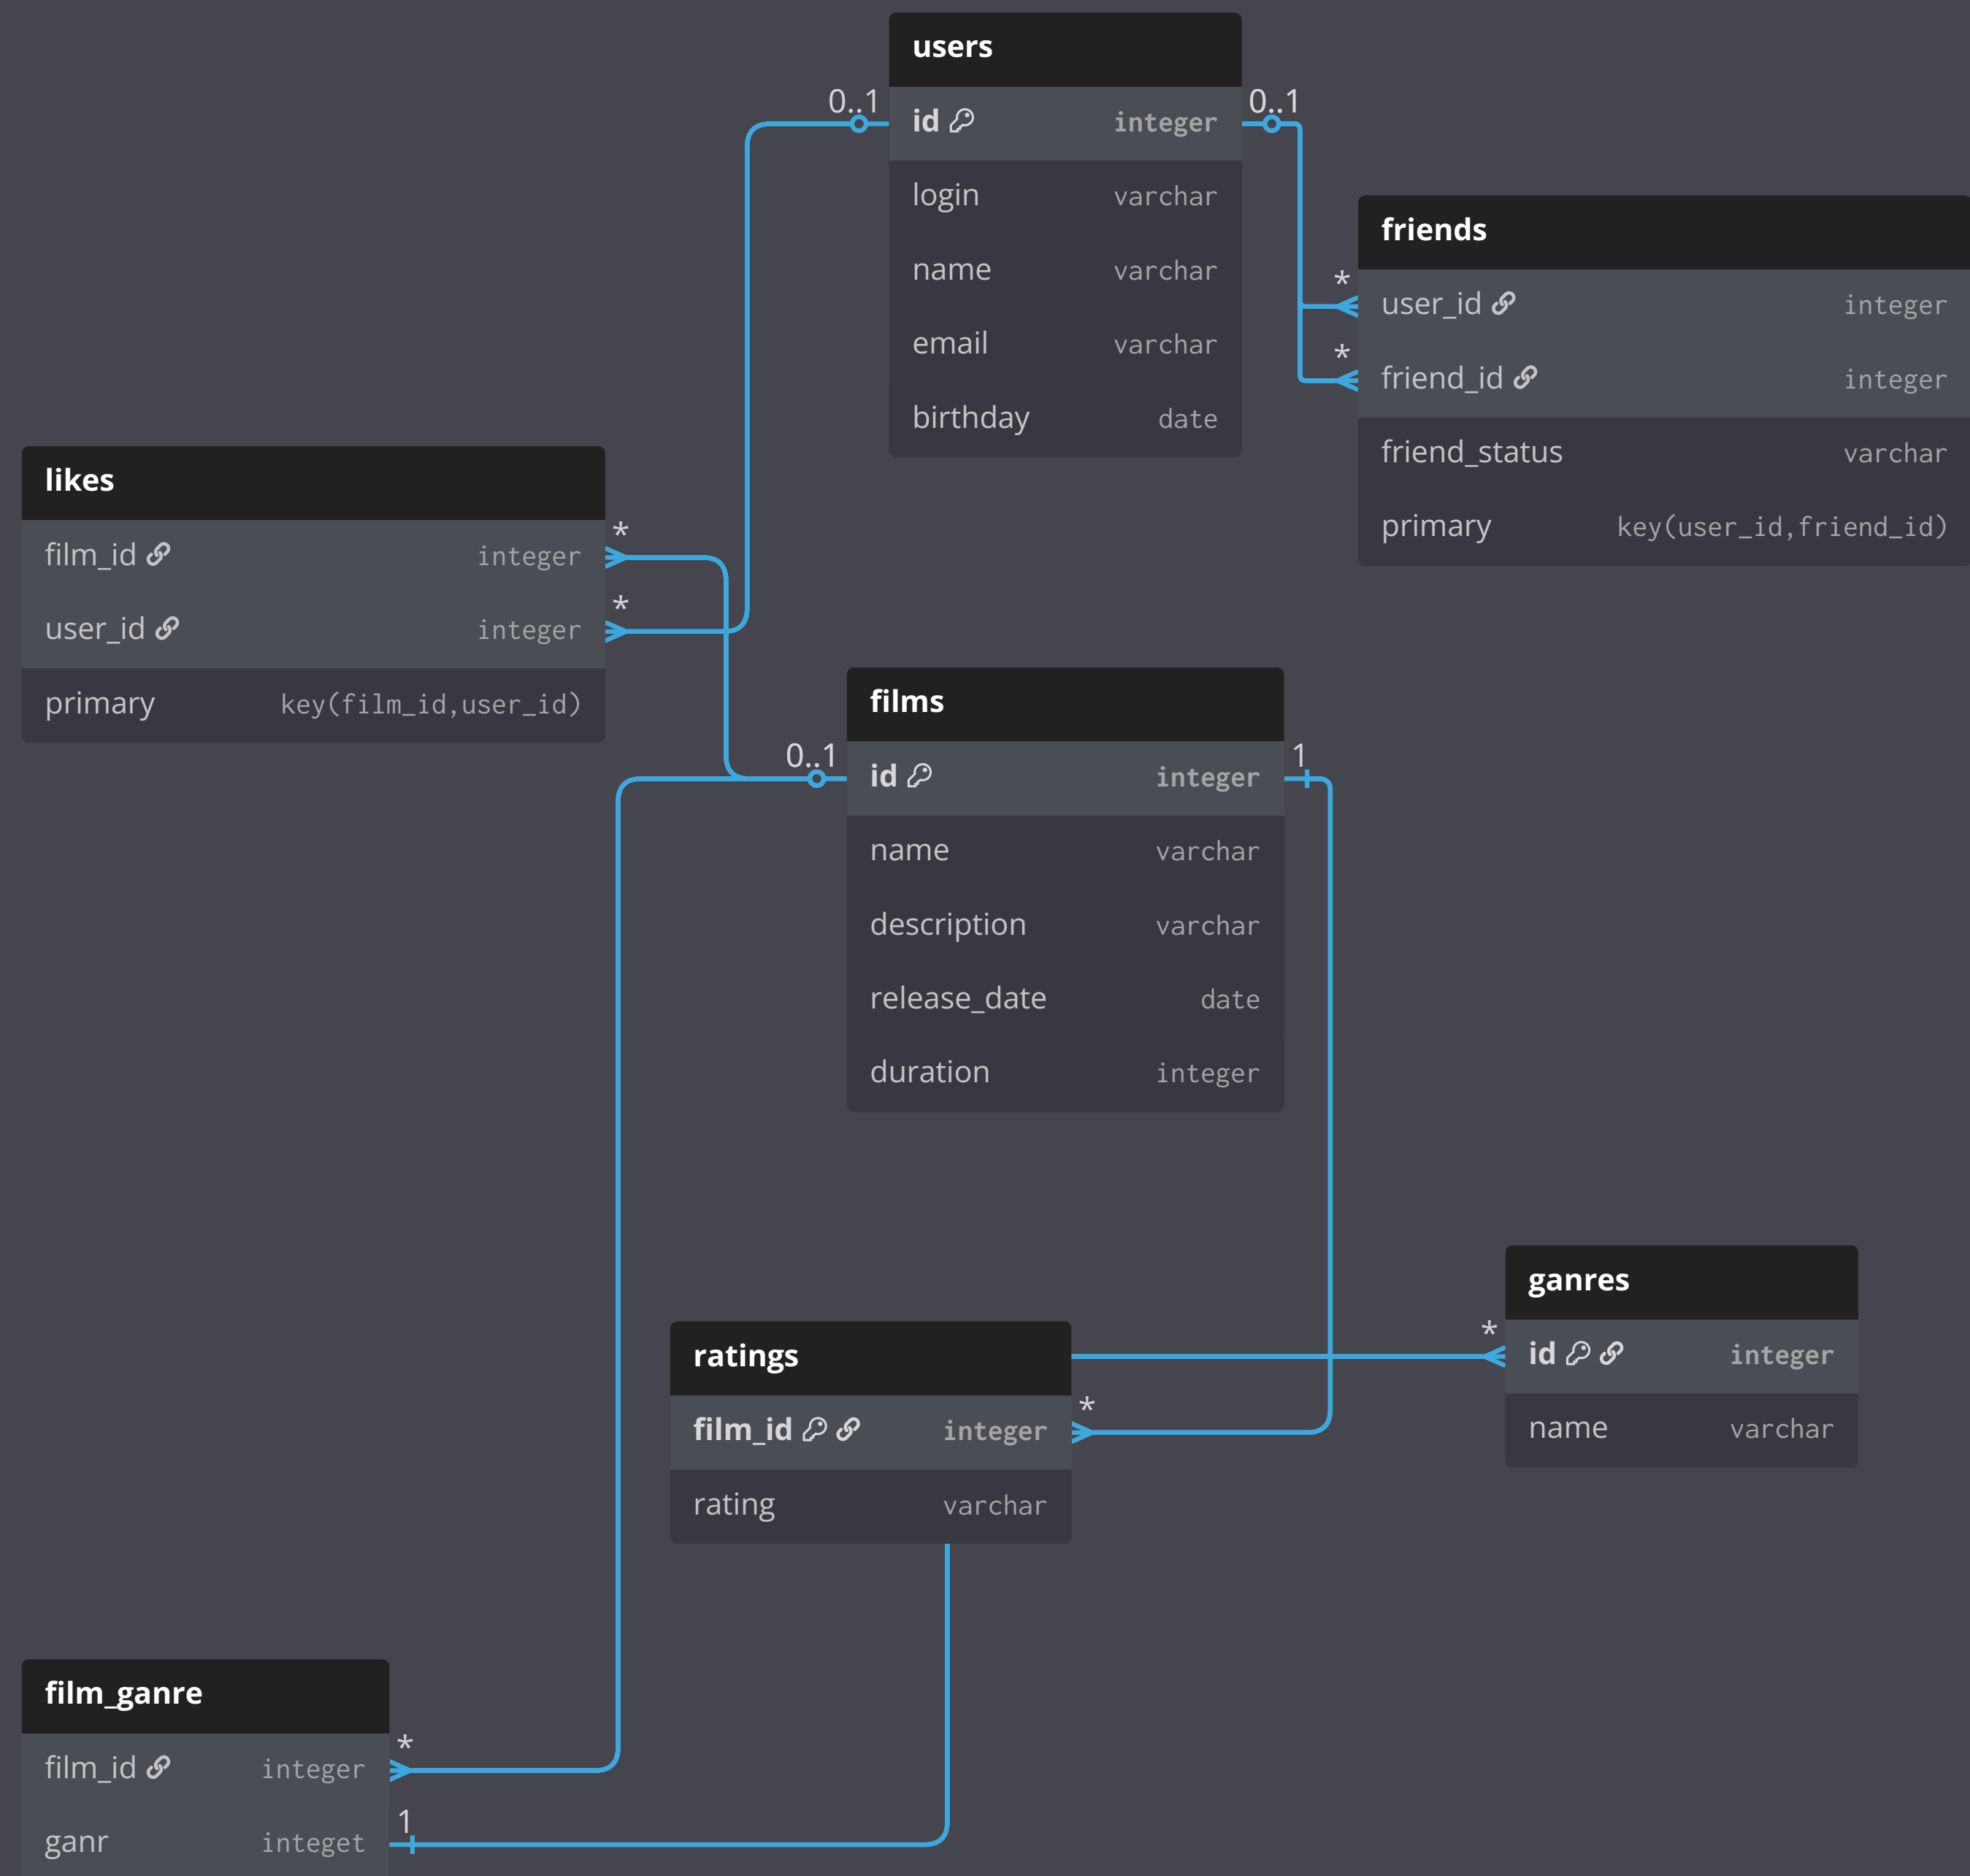 users
0..1
0..1
id integer
login varchar
name varchar
email varchar
birthday date
friends
*
user_id integer
*
friend_id integer
friend_status varchar
primary key(user_id,friend_id)
likes
*
film_id integer
*
user_id integer
primary key(film_id,user_id)
films
0..1
1
id integer
name varchar
description varchar
release_date date
duration integer
ganres
*
id integer
name varchar
ratings
*
film_id integer
rating varchar
film_ganre
*
film_id integer
1
ganr integet